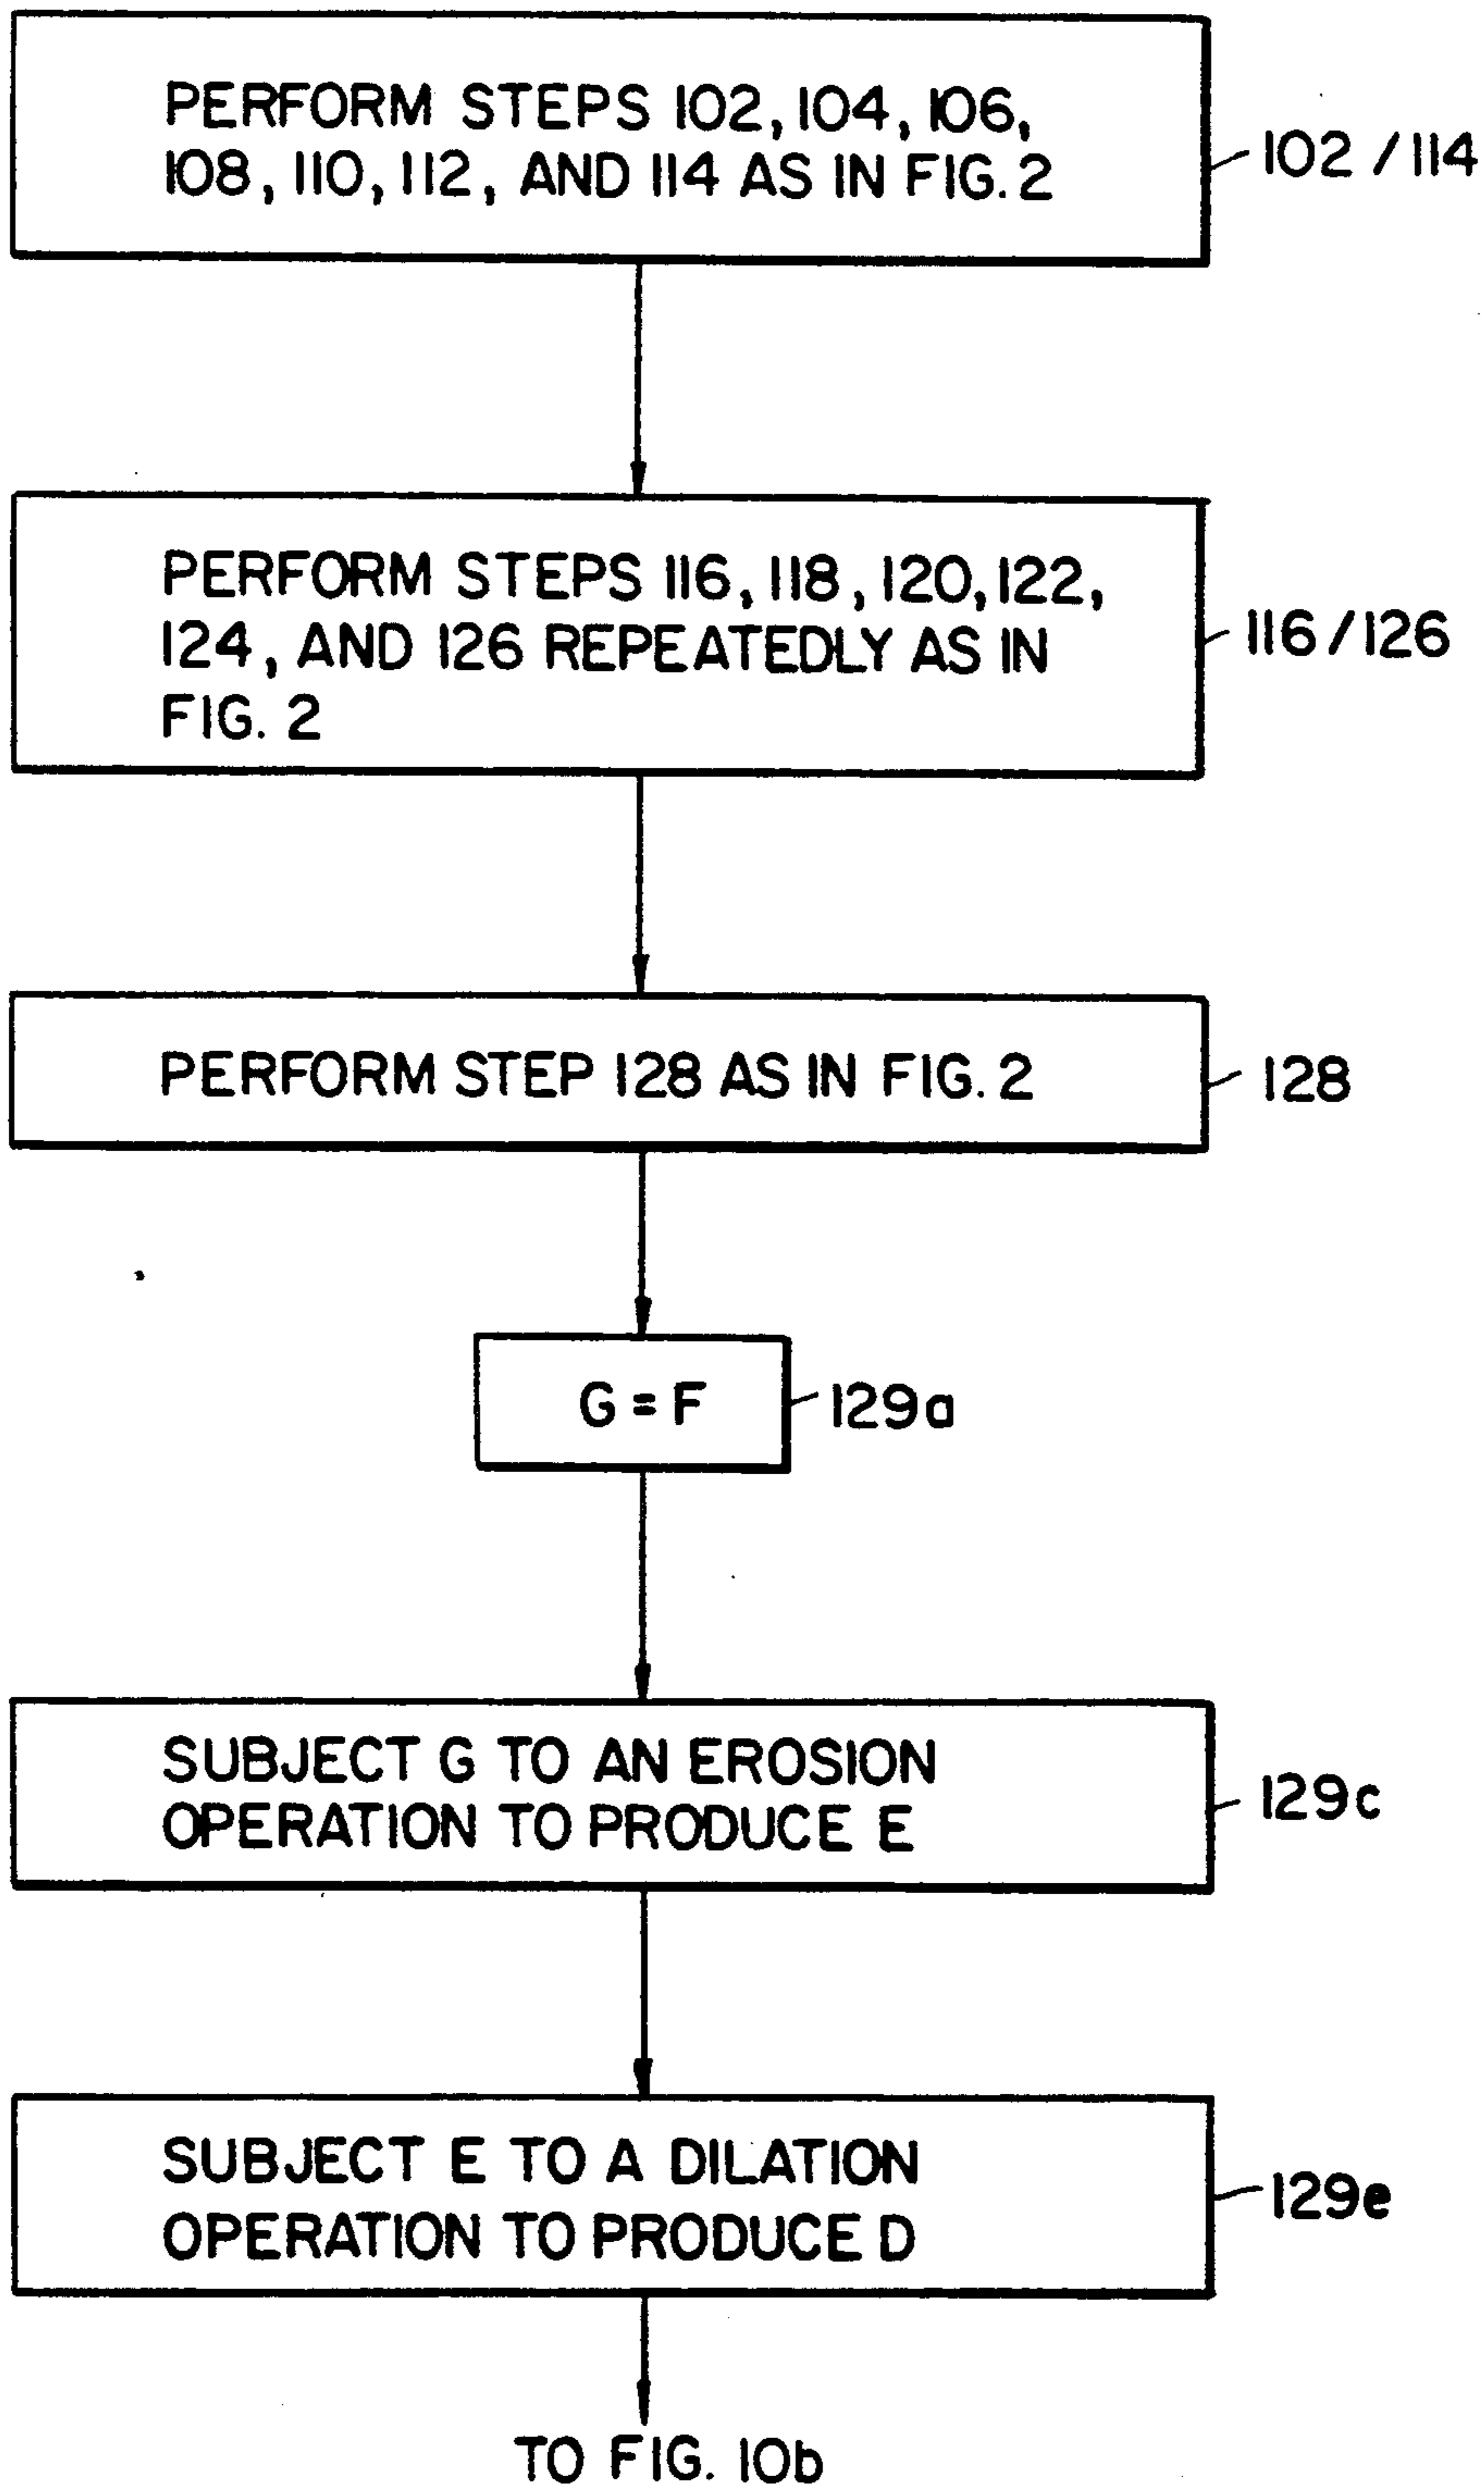 PERFORM STEPS 102, 104, 106,
108, 110, 112, AND 114 AS IN FIG. 2
102 / 114
PERFORM STEPS 116, 118, 120, 122,
124, AND 126 REPEATEDLY AS IN
FIG. 2
116 / 126
PERFORM STEP 128 AS IN FIG. 2
128
G = F
129a
SUBJECT G TO AN EROSION
OPERATION TO PRODUCE E
129c
SUBJECT E TO A DILATION
OPERATION TO PRODUCE D
129e
TO FIG. 10b